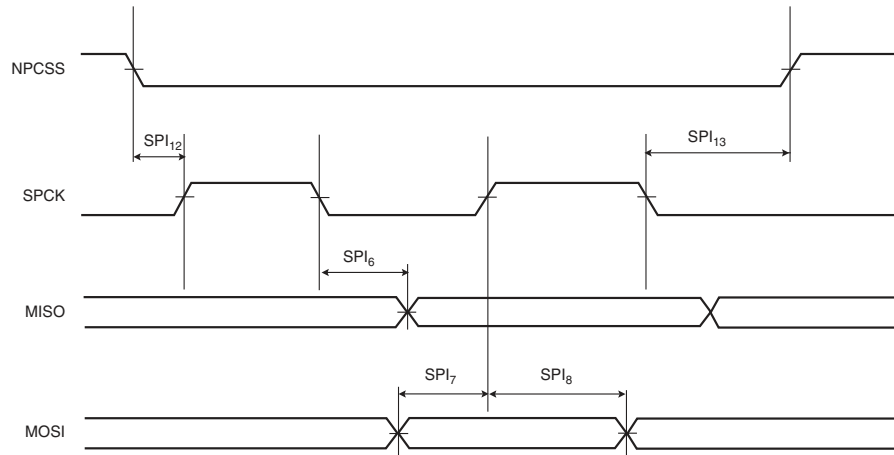 NPCSS
SPI12
SPI13
SPCK
SPI6
MISO
SPI7
SPI8
MOSI